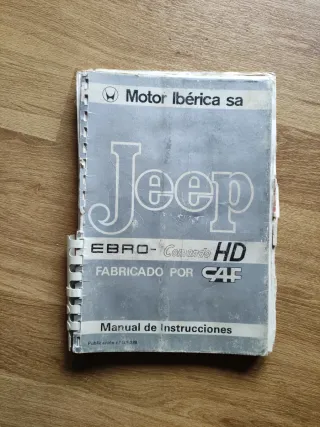 Motor Ibérica sa
Jeep
EBRO- Comando HD
FABRICADO POR CAF
Manual de Instrucciones